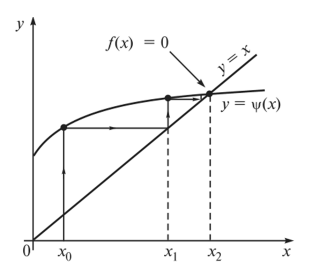 y
f(x) = 0
y = x
y = ψ(x)
0 x₀ x₁ x₂ x